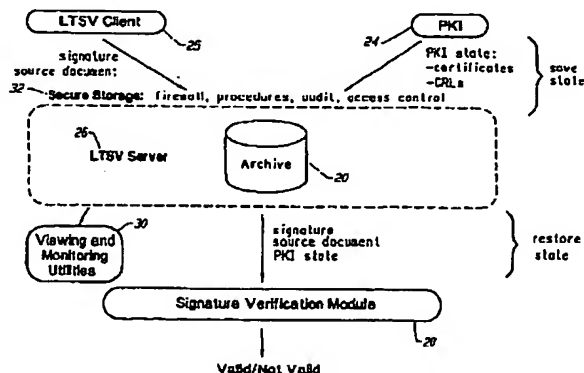 LTSV Client
25
PKI
24
signature
source document;
PKI state:
-certificates
-CRLs
save
state
32 Secure Storage: firewall, procedures, audit, access control
26
LTSV Server
Archive
20
30
Viewing and
Monitoring
Utilities
signature
source document
PKI state
restore
state
Signature Verification Module
28
Valid/Not Valid